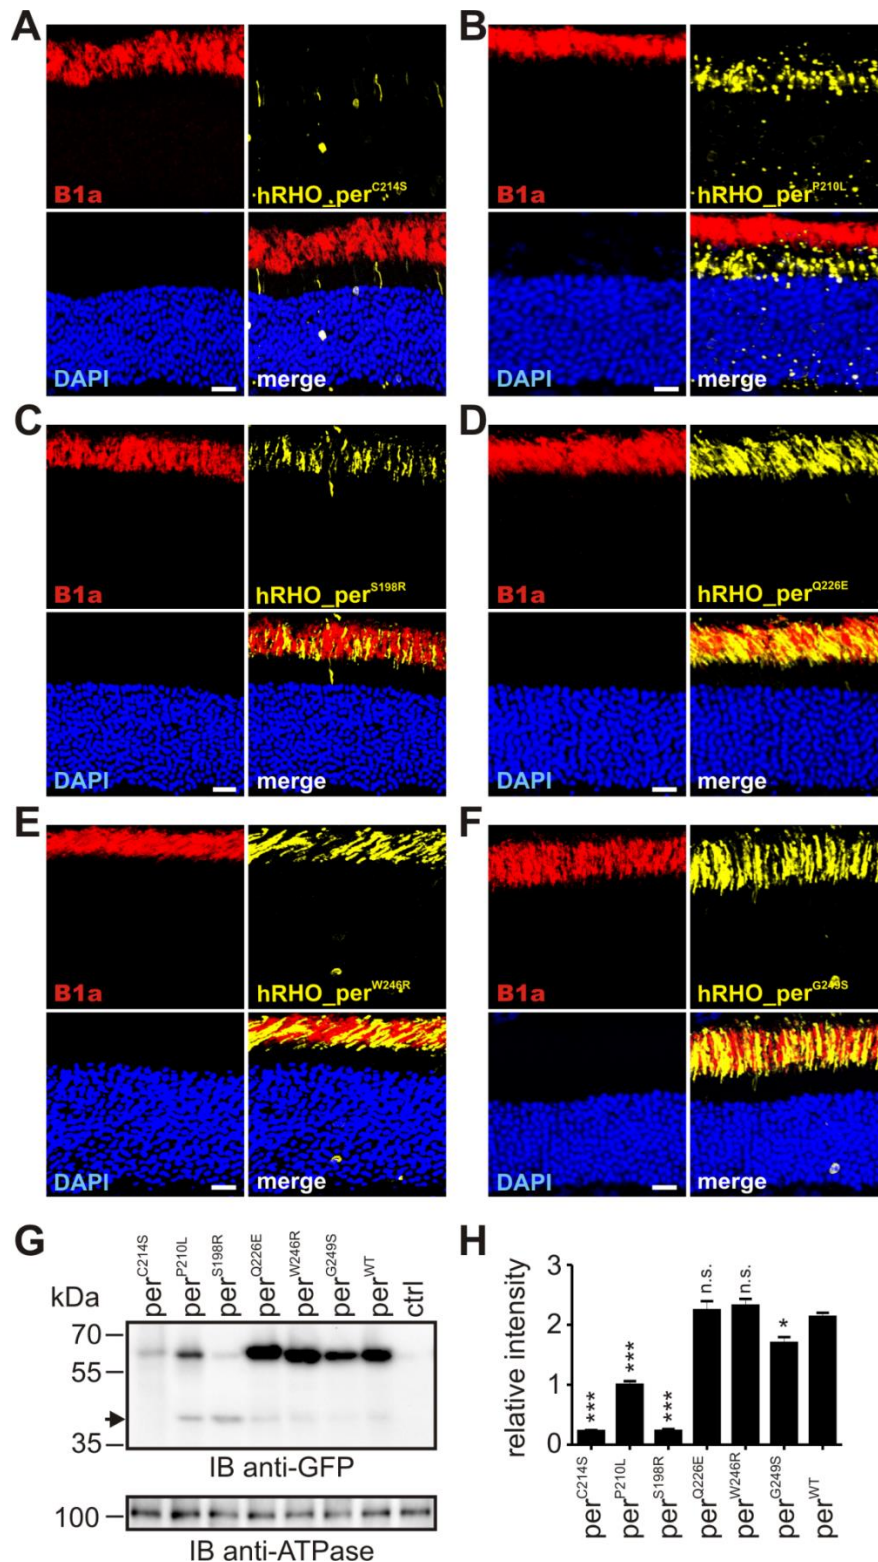 A
B
B1a
hRHO_per^C214S
B1a
hRHO_per^P210L
DAPI
merge
DAPI
merge
C
D
B1a
hRHO_per^S198R
B1a
hRHO_per^Q226E
DAPI
merge
DAPI
merge
E
F
B1a
hRHO_per^W246R
B1a
hRHO_per^G249S
DAPI
merge
DAPI
merge
G
kDa
per^C214S
per^P210L
per^S198R
per^Q226E
per^W246R
per^G249S
per^WT
ctrl
70
55
35
IB anti-GFP
100
IB anti-ATPase
H
relative intensity
3
2
1
0
***
***
***
n.s.
n.s.
*
per^C214S
per^P210L
per^S198R
per^Q226E
per^W246R
per^G249S
per^WT